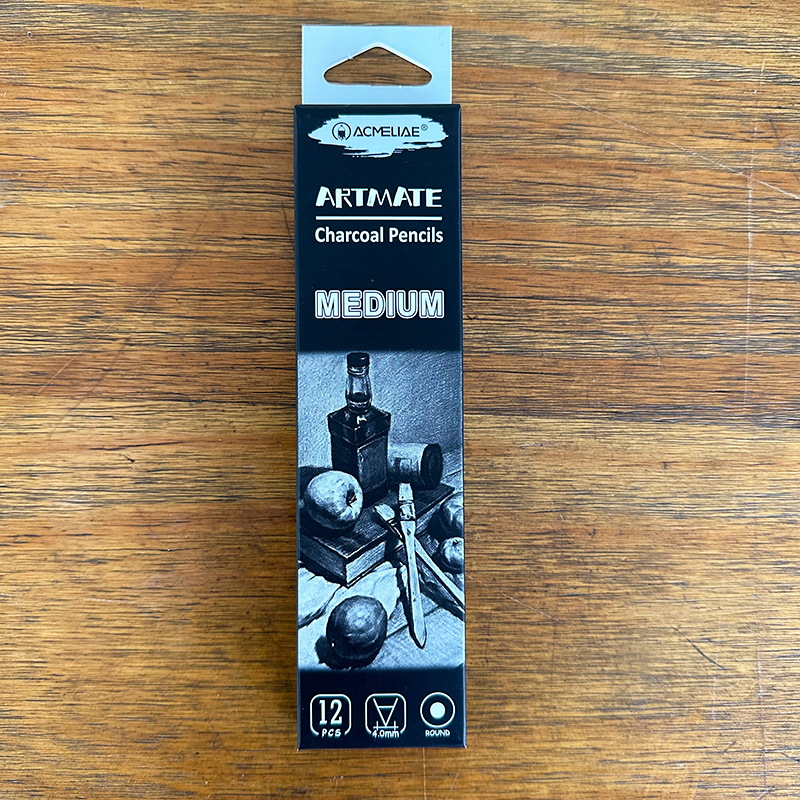 ACMELIAE®
ARTMATE
Charcoal Pencils
MEDIUM
12
PCS
4.0mm
ROUND